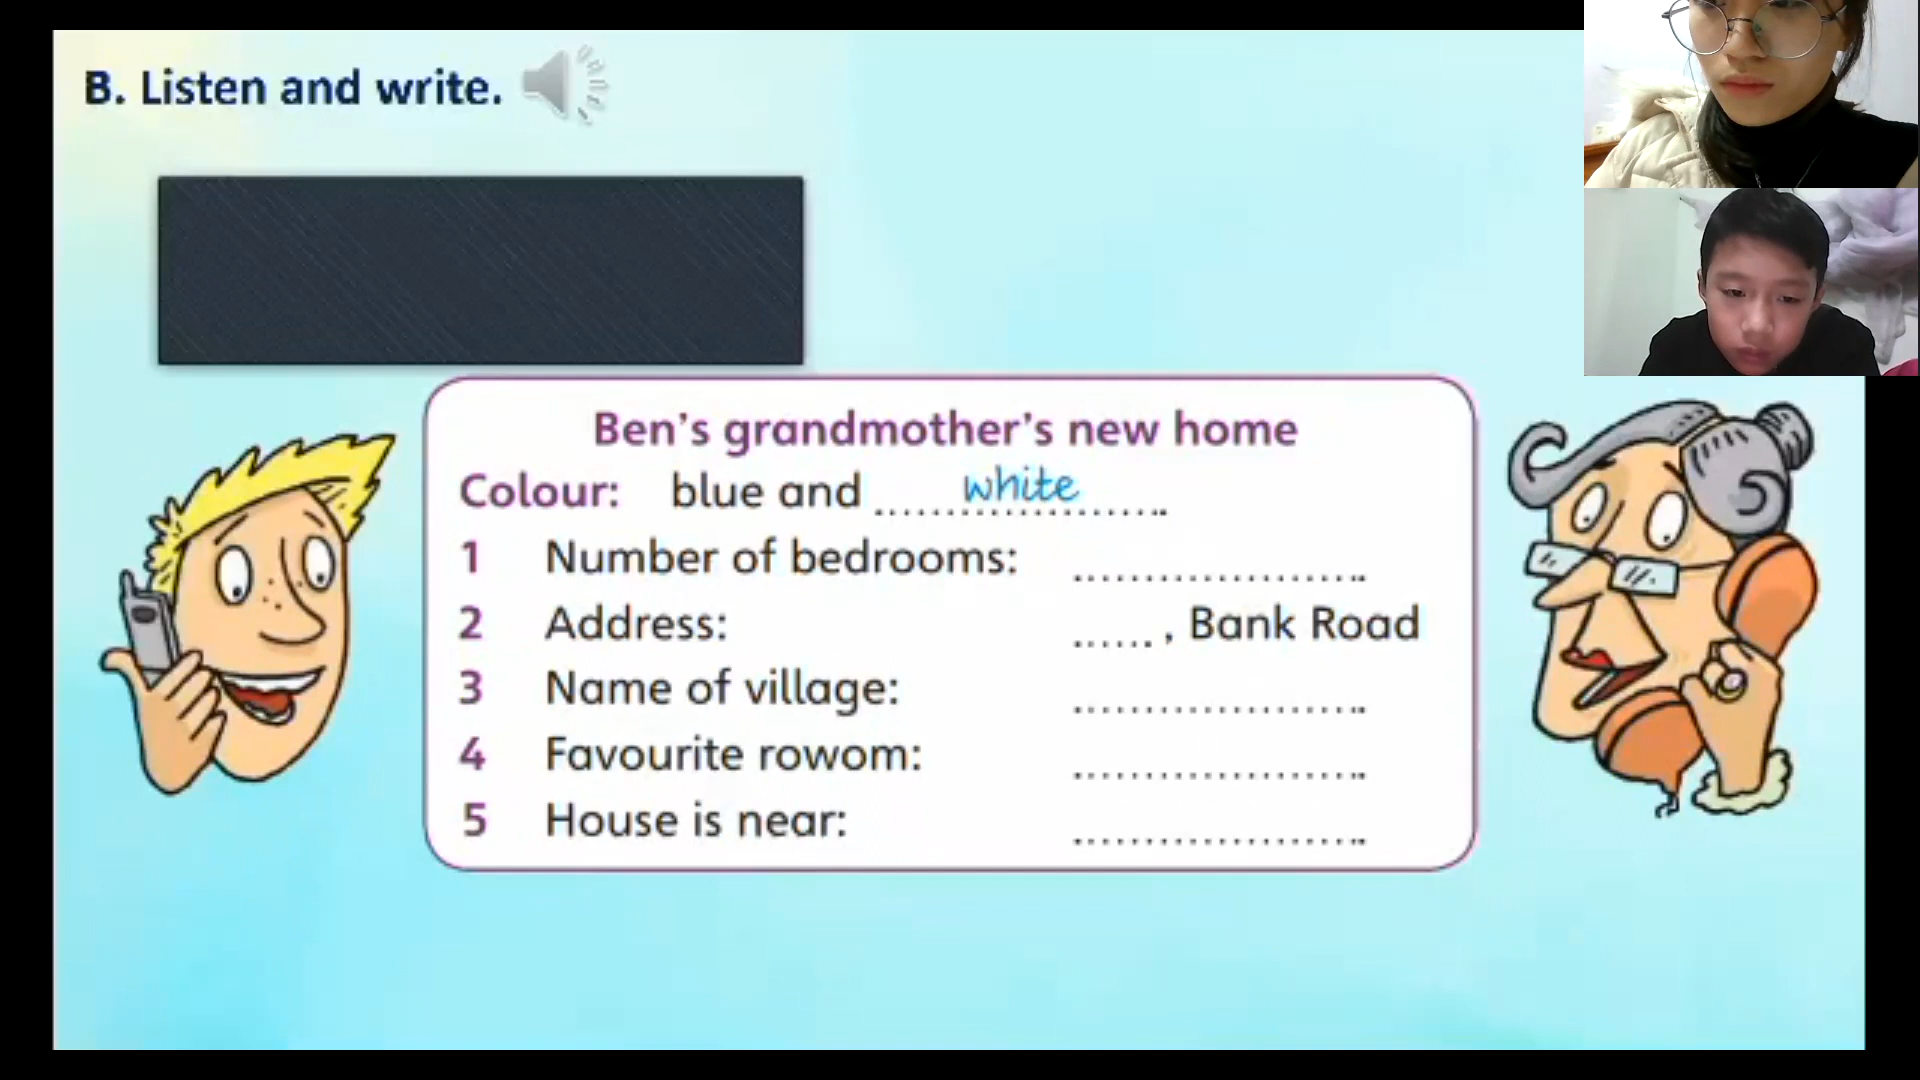 B. Listen and write.
Ben's grandmother's new home
Colour: blue and white
1 Number of bedrooms: ....................
2 Address: ......, Bank Road
3 Name of village: ....................
4 Favourite rowom: ....................
5 House is near: ....................